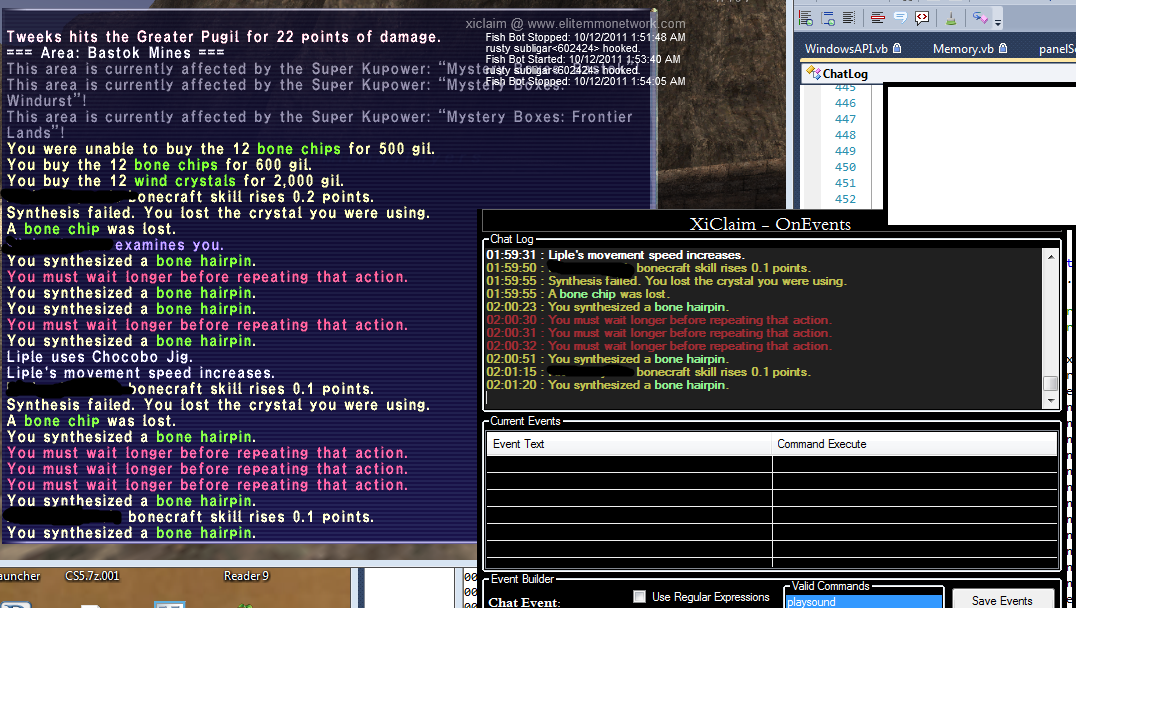 xiclaim @ www.elitemmonetwork.com
Tweeks hits the Greater Pugil for 22 points of damage.
=== Area: Bastok Mines ===
This area is currently affected by the Super Kupower: “Myst
This area is currently affected by the Super Kupower: “Mystery Boxes:
Windurst”!
This area is currently affected by the Super Kupower: “Mystery Boxes: Frontier
Lands”!
You were unable to buy the 12 bone chips for 500 gil.
You buy the 12 bone chips for 600 gil.
You buy the 12 wind crystals for 2,000 gil.
bonecraft skill rises 0.2 points.
Synthesis failed. You lost the crystal you were using.
A bone chip was lost.
examines you.
You synthesized a bone hairpin.
You must wait longer before repeating that action.
You synthesized a bone hairpin.
You synthesized a bone hairpin.
You must wait longer before repeating that action.
You synthesized a bone hairpin.
Liple uses Chocobo Jig.
Liple's movement speed increases.
bonecraft skill rises 0.1 points.
Synthesis failed. You lost the crystal you were using.
A bone chip was lost.
You synthesized a bone hairpin.
You must wait longer before repeating that action.
You must wait longer before repeating that action.
You must wait longer before repeating that action.
You synthesized a bone hairpin.
bonecraft skill rises 0.1 points.
You synthesized a bone hairpin.
Fish Bot Stopped: 10/12/2011 1:51:48 AM
rusty subligar<602424> hooked.
Fish Bot Started: 10/12/2011 1:53:40 AM
rusty subligar<602424> hooked.
Fish Bot Stopped: 10/12/2011 1:54:05 AM
WindowsAPI.vb Memory.vb panelS
ChatLog
445
446
447
448
449
450
451
452
XiClaim – OnEvents
Chat Log
01:59:31 : Liple's movement speed increases.
01:59:50 : bonecraft skill rises 0.1 points.
01:59:55 : Synthesis failed. You lost the crystal you were using.
01:59:55 : A bone chip was lost.
02:00:23 : You synthesized a bone hairpin.
02:00:30 : You must wait longer before repeating that action.
02:00:31 : You must wait longer before repeating that action.
02:00:32 : You must wait longer before repeating that action.
02:00:51 : You synthesized a bone hairpin.
02:01:15 : bonecraft skill rises 0.1 points.
02:01:20 : You synthesized a bone hairpin.
Current Events
Event Text Command Execute
Event Builder
Chat Event:
Use Regular Expressions
Valid Commands
playsound
Save Events
auncher CS5.7z.001 Reader 9